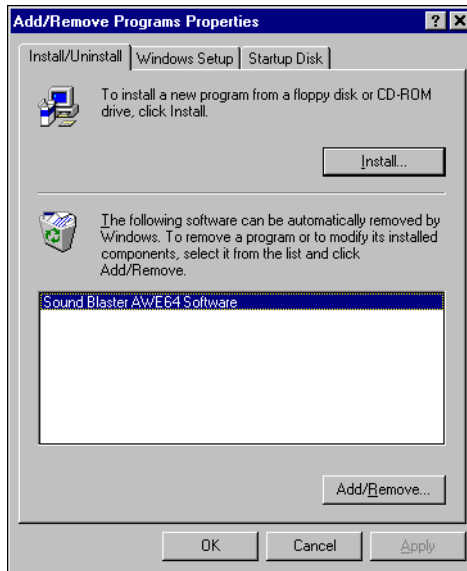 Add/Remove Programs Properties
Install/Uninstall Windows Setup Startup Disk
To install a new program from a floppy disk or CD-ROM
drive, click Install.
Install...
The following software can be automatically removed by
Windows. To remove a program or to modify its installed
components, select it from the list and click
Add/Remove.
Sound Blaster AWE64 Software
Add/Remove...
OK Cancel Apply